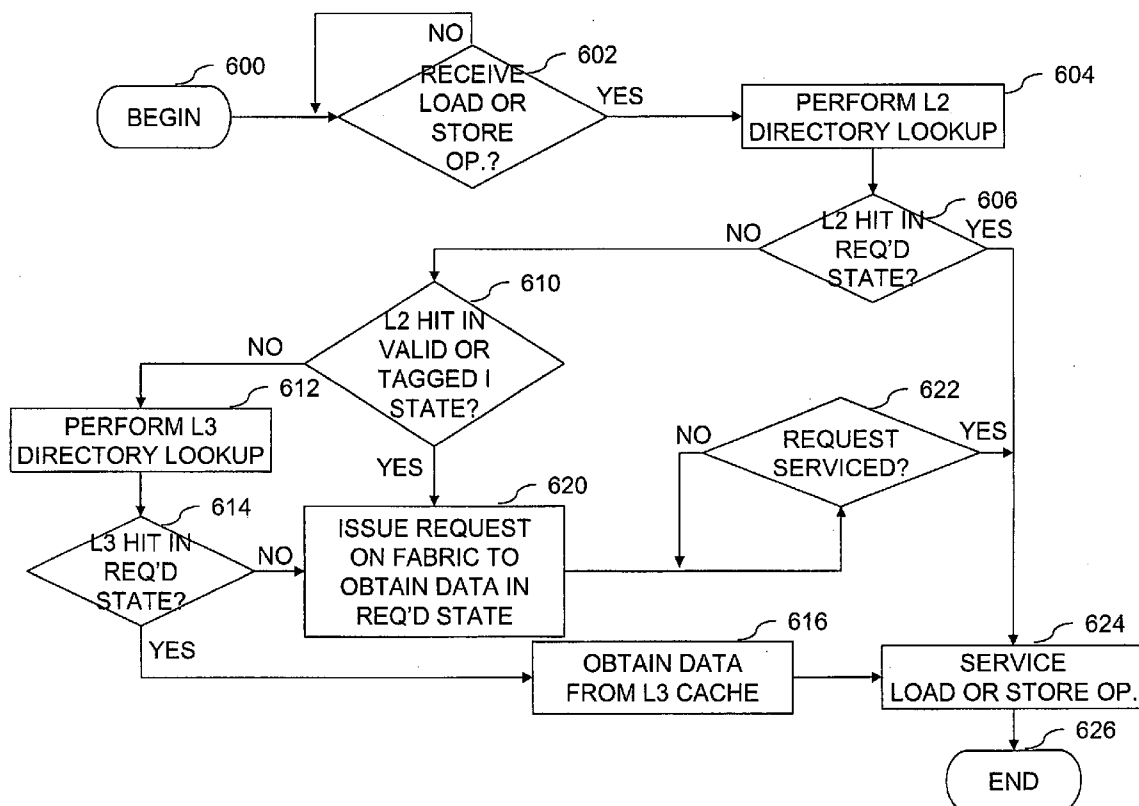 600
BEGIN
NO
602
RECEIVE
LOAD OR
STORE
OP.?
YES
604
PERFORM L2
DIRECTORY LOOKUP
606
L2 HIT IN
REQ'D
STATE?
NO
YES
610
L2 HIT IN
VALID OR
TAGGED I
STATE?
NO
YES
612
PERFORM L3
DIRECTORY LOOKUP
614
L3 HIT IN
REQ'D
STATE?
NO
YES
620
ISSUE REQUEST
ON FABRIC TO
OBTAIN DATA IN
REQ'D STATE
622
REQUEST
SERVICED?
NO
YES
616
OBTAIN DATA
FROM L3 CACHE
624
SERVICE
LOAD OR STORE OP.
626
END